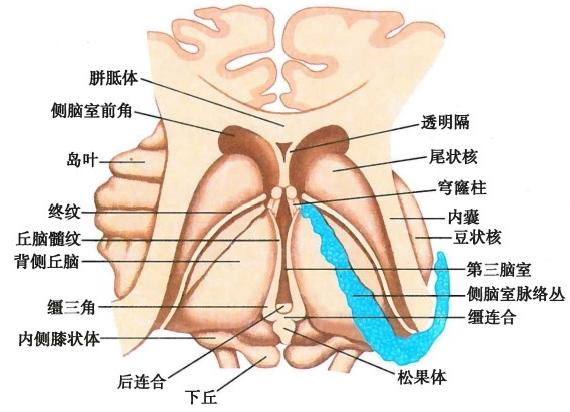 胼胝体
侧脑室前角
岛叶
终纹
丘脑髓纹
背侧丘脑
缰三角
内侧膝状体
后连合
下丘
透明隔
尾状核
穹窿柱
内囊
豆状核
第三脑室
侧脑室脉络丛
缰连合
松果体